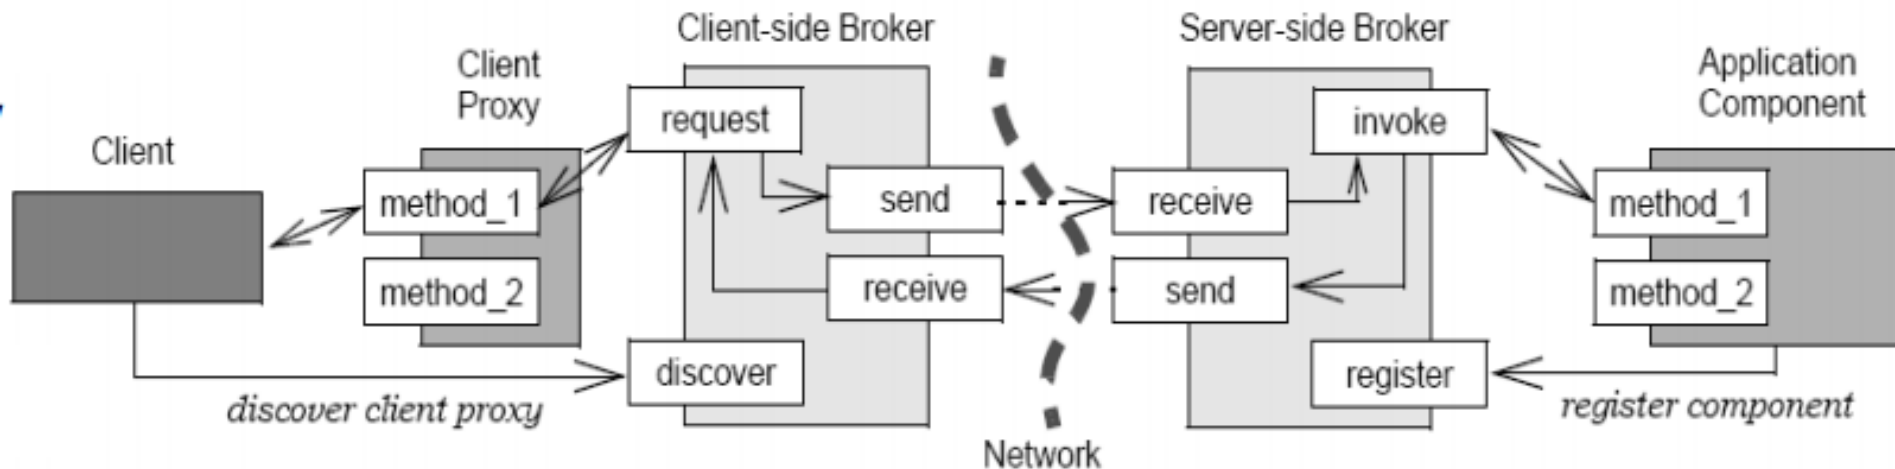 Client-side Broker
Server-side Broker
Client
Proxy
Application
Component
request
invoke
Client
method_1
send
receive
method_1
method_2
receive
send
method_2
discover
register
discover client proxy
register component
Network